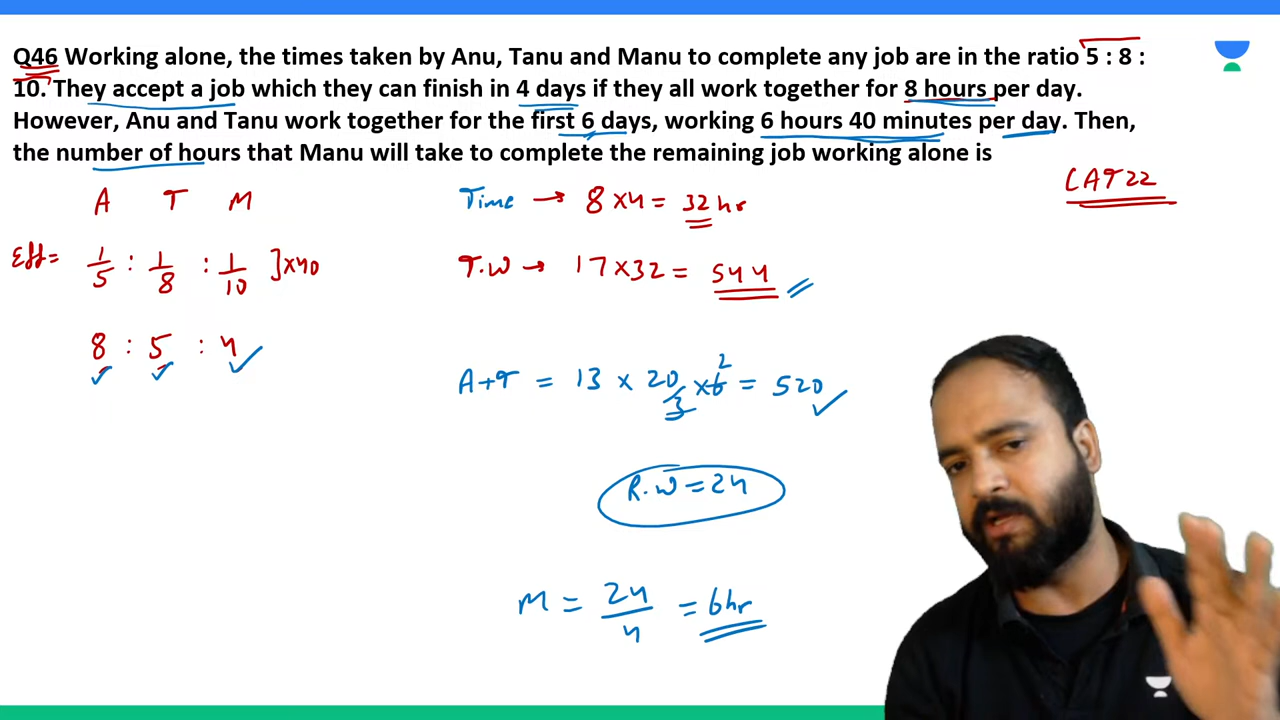 Q46 Working alone, the times taken by Anu, Tanu and Manu to complete any job are in the ratio 5 : 8 :
10. They accept a job which they can finish in 4 days if they all work together for 8 hours per day.
However, Anu and Tanu work together for the first 6 days, working 6 hours 40 minutes per day. Then,
the number of hours that Manu will take to complete the remaining job working alone is
CAT22
A T M
Time → 8 x 4 = 32 hr
Eff = 1/5 : 1/8 : 1/10 ] x 40
T.W → 17 x 32 = 544
8 : 5 : 4
A+T = 13 x 20/3 x 6 2 = 520
R.W = 24
M = 24/4 = 6hr